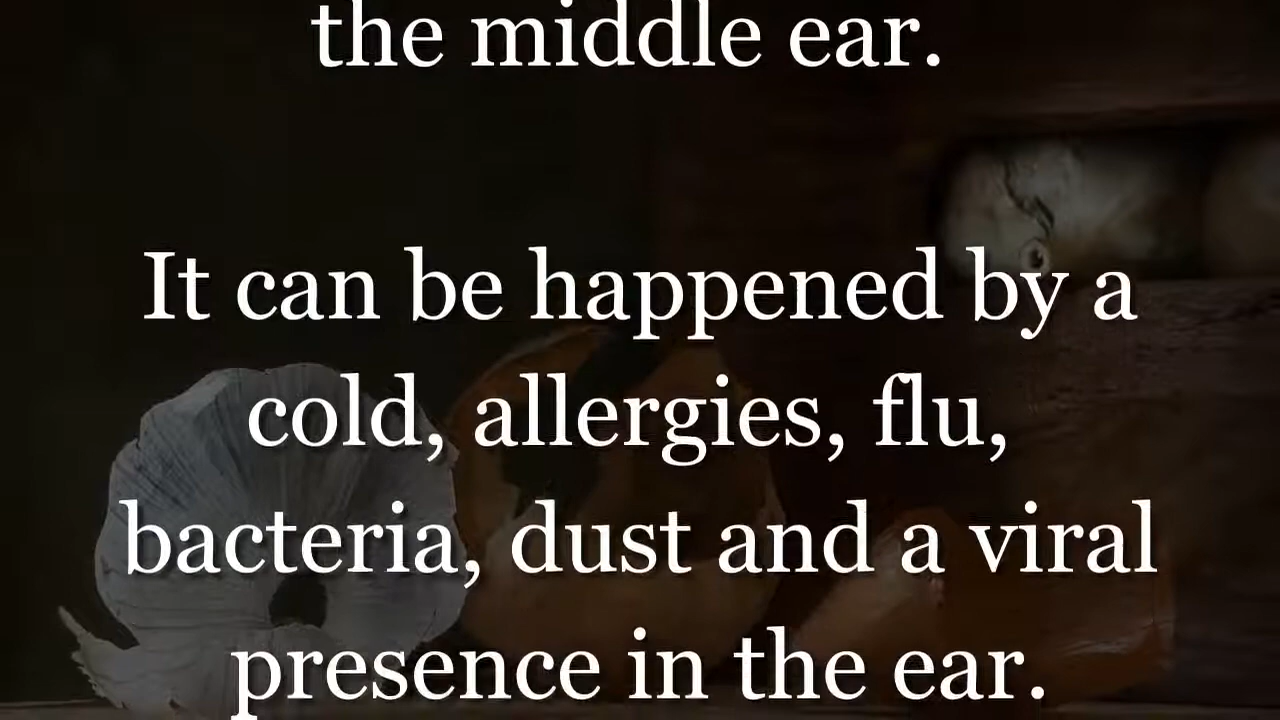 the middle ear.
It can be happened by a
cold, allergies, flu,
bacteria, dust and a viral
presence in the ear.